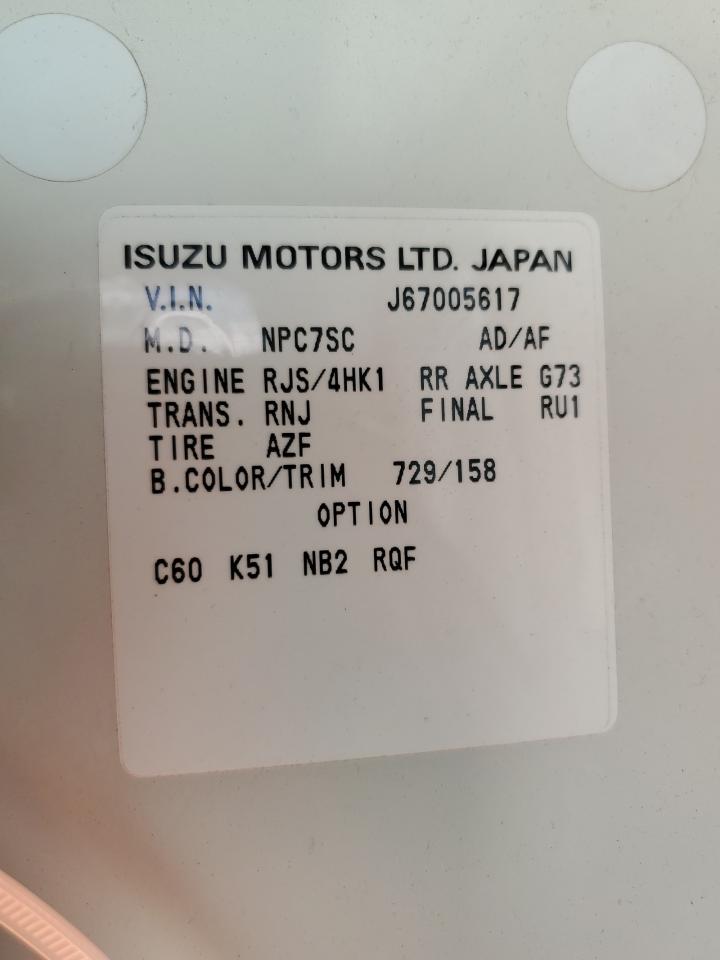 ISUZU MOTORS LTD. JAPAN
V.I.N. J67005617
M.D. NPC7SC AD/AF
ENGINE RJS/4HK1 RR AXLE G73
TRANS. RNJ FINAL RU1
TIRE AZF
B.COLOR/TRIM 729/158
OPTION
C60 K51 NB2 RQF